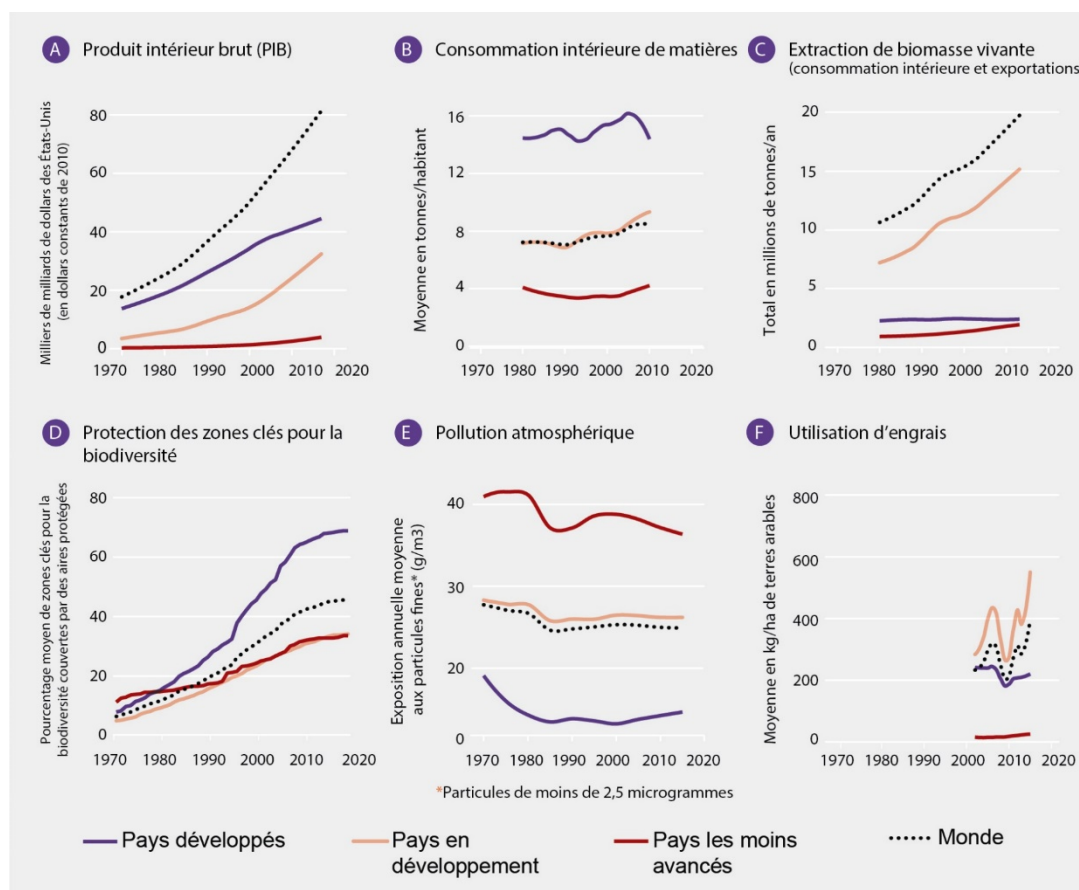 A Produit intérieur brut (PIB)
Milliers de milliards de dollars des États-Unis
(en dollars constants de 2010)
80
60
40
20
0
1970 1980 1990 2000 2010 2020
B Consommation intérieure de matières
Moyenne en tonnes/habitant
16
12
8
4
0
1970 1980 1990 2000 2010 2020
C Extraction de biomasse vivante
(consommation intérieure et exportations
Total en millions de tonnes/an
20
15
10
5
0
1970 1980 1990 2000 2010 2020
D Protection des zones clés pour la
biodiversité
Pourcentage moyen de zones clés pour la
biodiversité couvertes par des aires protégées
80
60
40
20
0
1970 1980 1990 2000 2010 2020
E Pollution atmosphérique
Exposition annuelle moyenne
aux particules fines* (g/m3)
40
30
20
0
1970 1980 1990 2000 2010 2020
*Particules de moins de 2,5 microgrammes
F Utilisation d'engrais
Moyenne en kg/ha de terres arables
800
600
400
200
0
1970 1980 1990 2000 2010 2020
Pays développés
Pays en
développement
Pays les moins
avancés
Monde